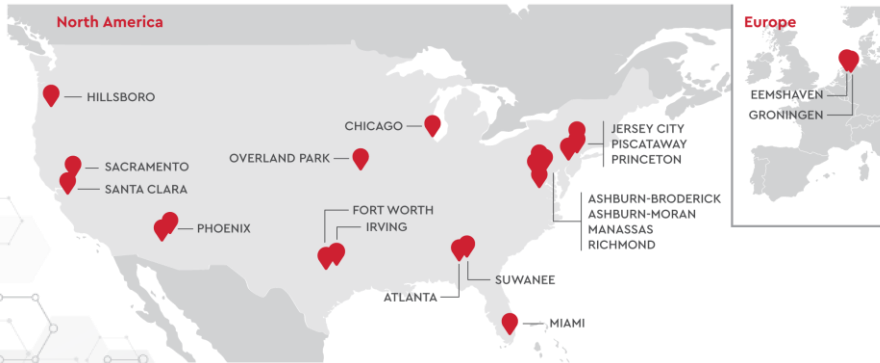 North America
Europe
HILLSBORO
CHICAGO
OVERLAND PARK
SACRAMENTO
SANTA CLARA
PHOENIX
FORT WORTH
IRVING
ATLANTA
SUWANEE
MIAMI
JERSEY CITY
PISCATAWAY
PRINCETON
ASHBURN-BRODERICK
ASHBURN-MORAN
MANASSAS
RICHMOND
EEMSHAVEN
GRONINGEN